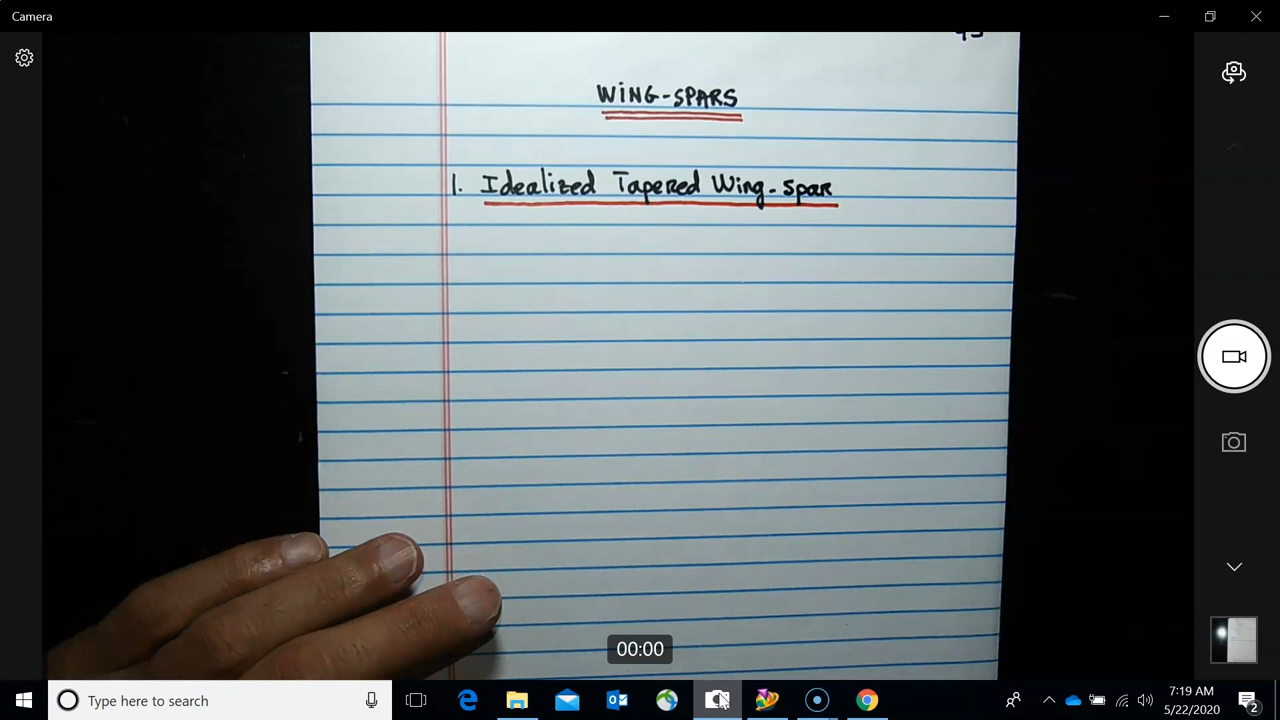 Camera
WING-SPARS
1. Idealized Tapered Wing-spar
00:00
Type here to search
7:19 AM
5/22/2020
2